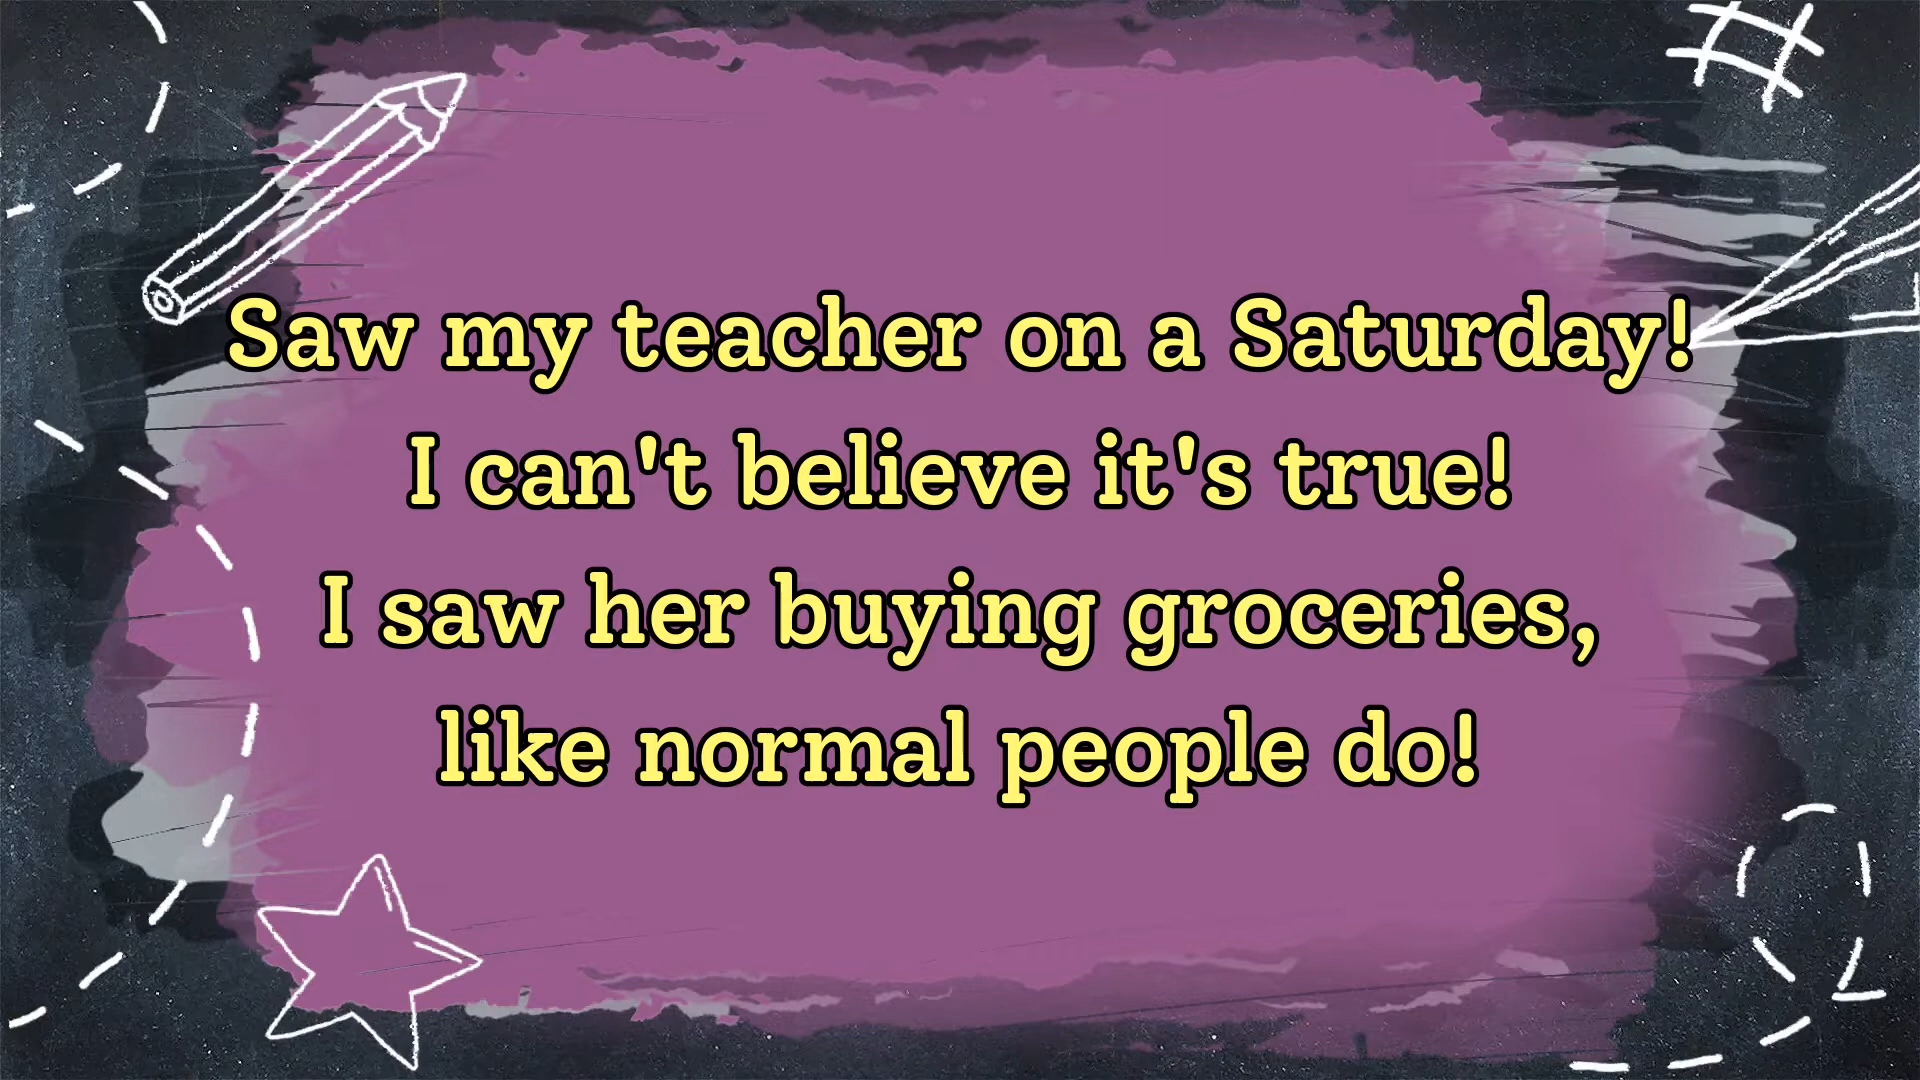 Saw my teacher on a Saturday!
I can't believe it's true!
I saw her buying groceries,
like normal people do!